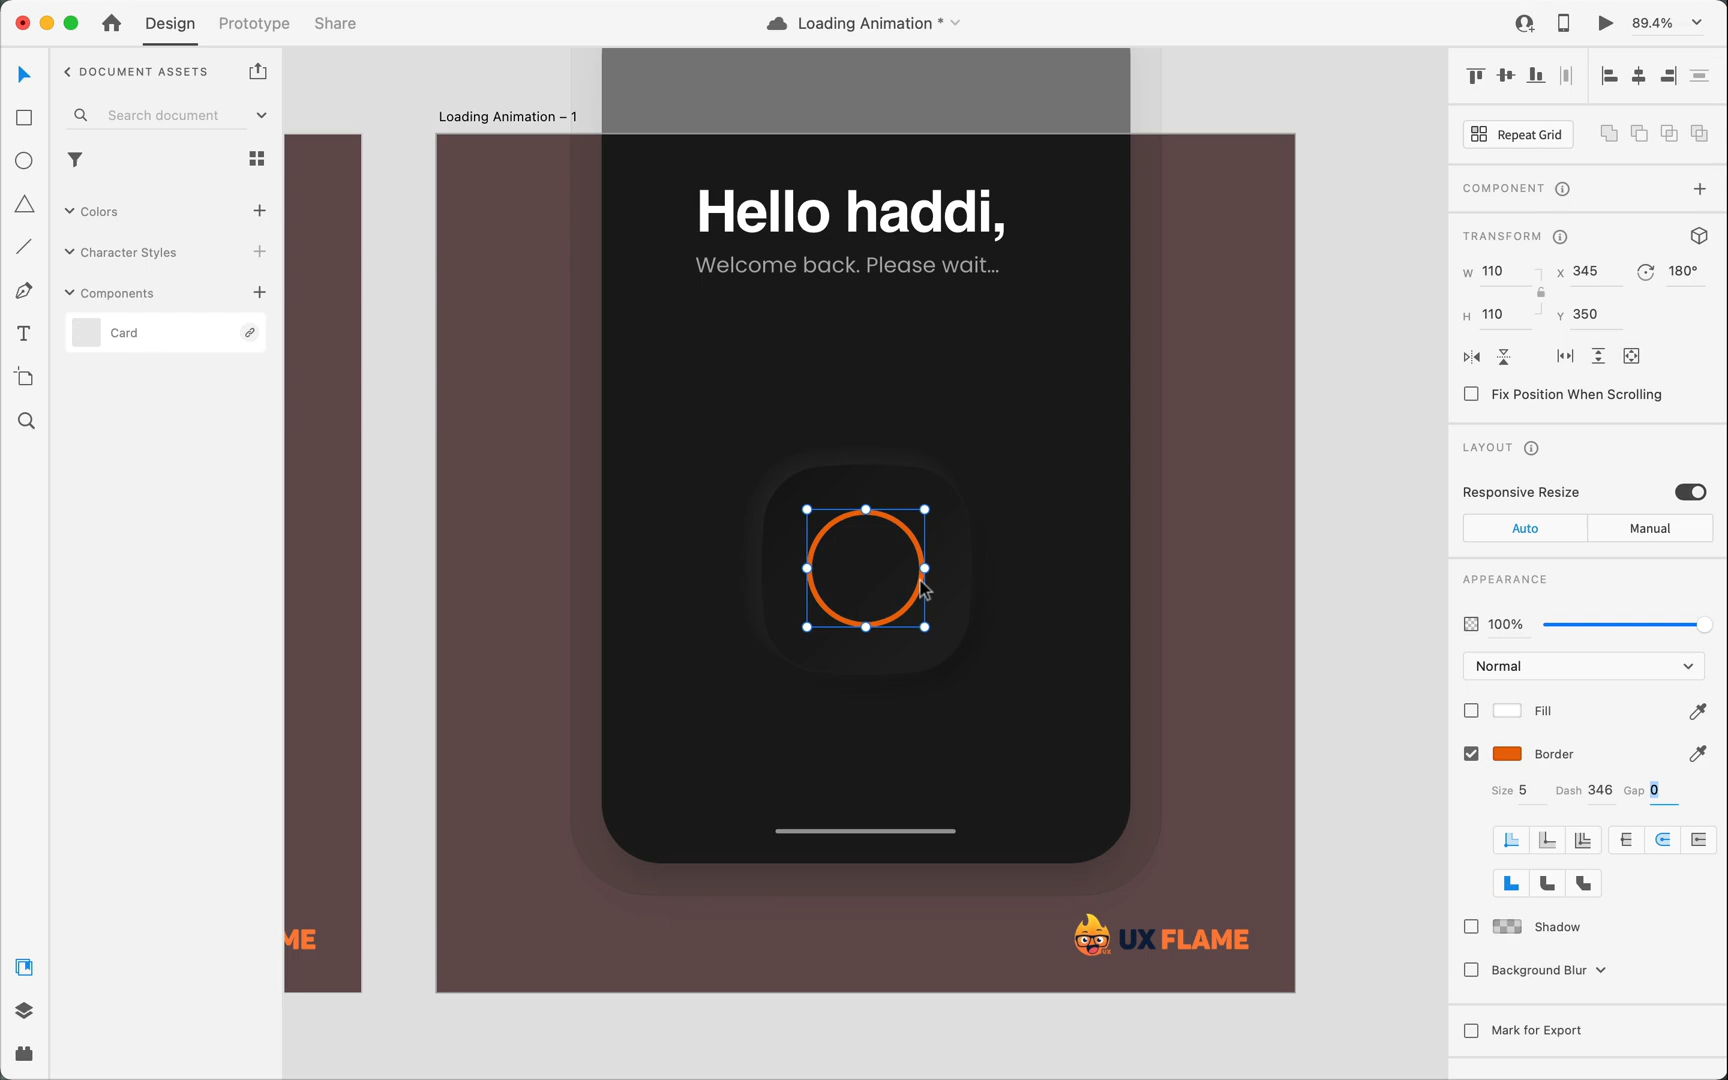 Design
Prototype
Share
Loading Animation *
89.4%
DOCUMENT ASSETS
Search document
Colors
Character Styles
Components
Card
Loading Animation – 1
Hello haddi,
Welcome back. Please wait...
ME
UX FLAME
Repeat Grid
COMPONENT
TRANSFORM
W 110
X 345
180°
H 110
Y 350
Fix Position When Scrolling
LAYOUT
Responsive Resize
Auto
Manual
APPEARANCE
100%
Normal
Fill
Border
Size 5
Dash 346
Gap 0
Shadow
Background Blur
Mark for Export